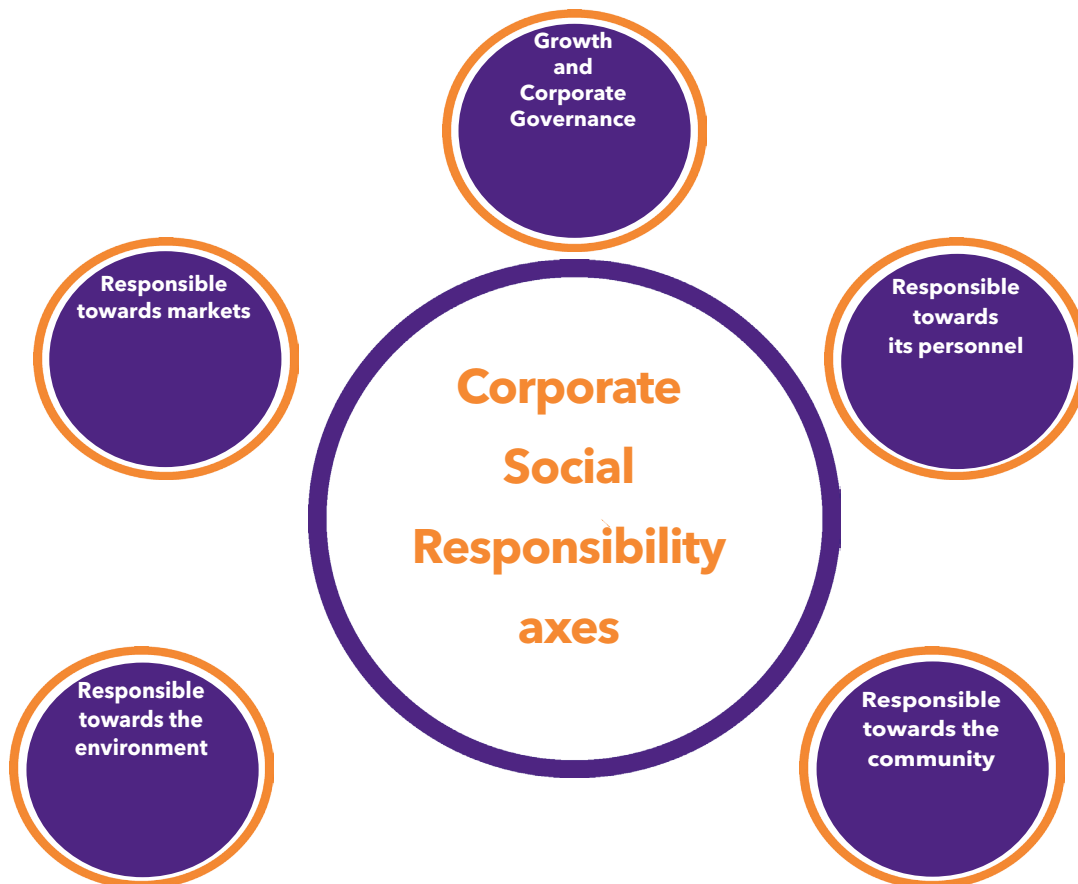 Growth
and
Corporate
Governance
Responsible
towards markets
Responsible
towards
its personnel
Corporate
Social
Responsibility
axes
Responsible
towards the
environment
Responsible
towards the
community